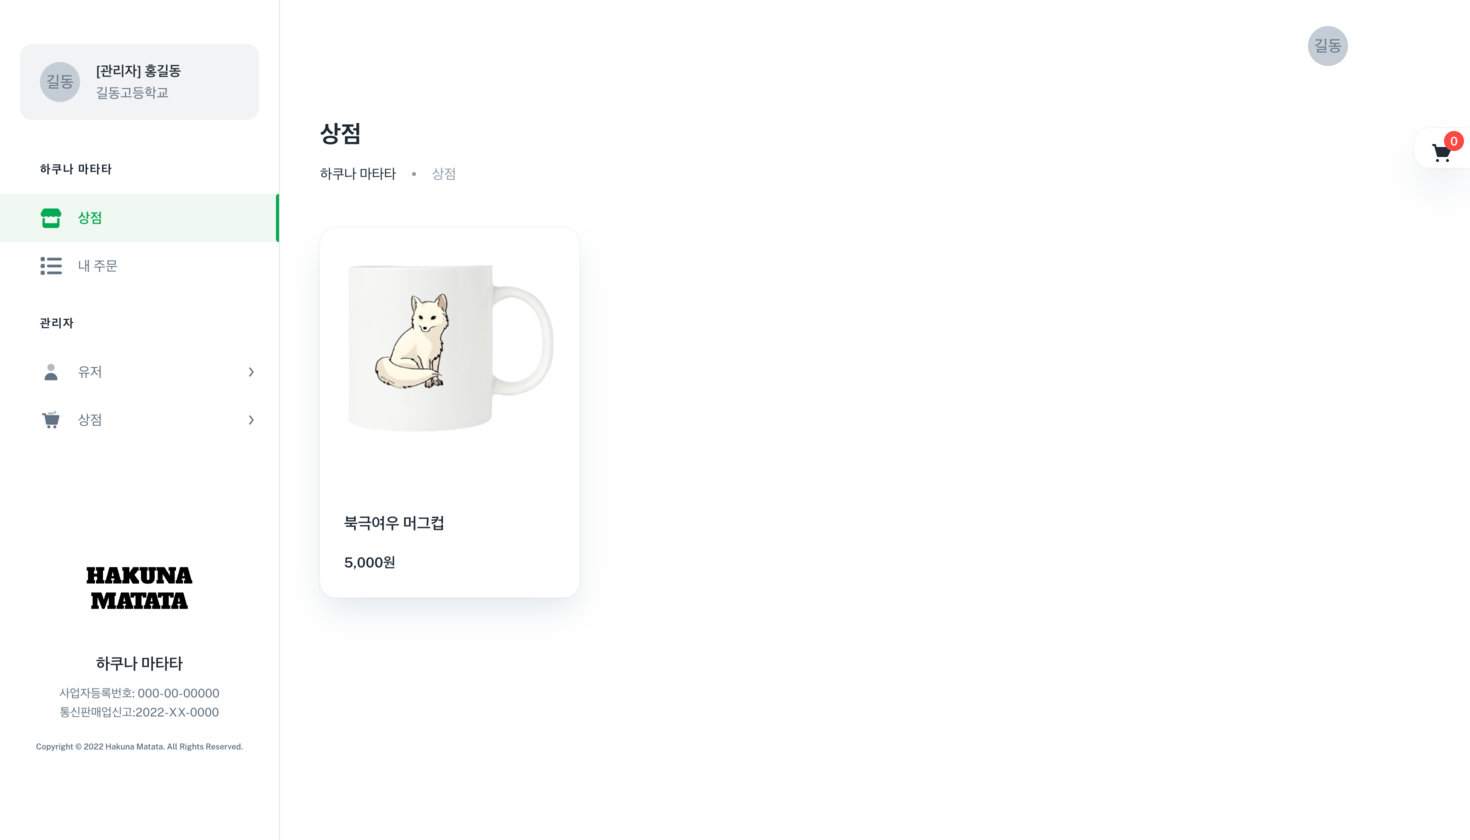 길동
[관리자] 홍길동
길동고등학교
하쿠나 마타타
상점
내 주문
관리자
유저
상점
HAKUNA
MATATA
하쿠나 마타타
사업자등록번호: 000-00-00000
통신판매업신고:2022-XX-0000
Copyright © 2022 Hakuna Matata. All Rights Reserved.
길동
상점
하쿠나 마타타 • 상점
0
북극여우 머그컵
5,000원